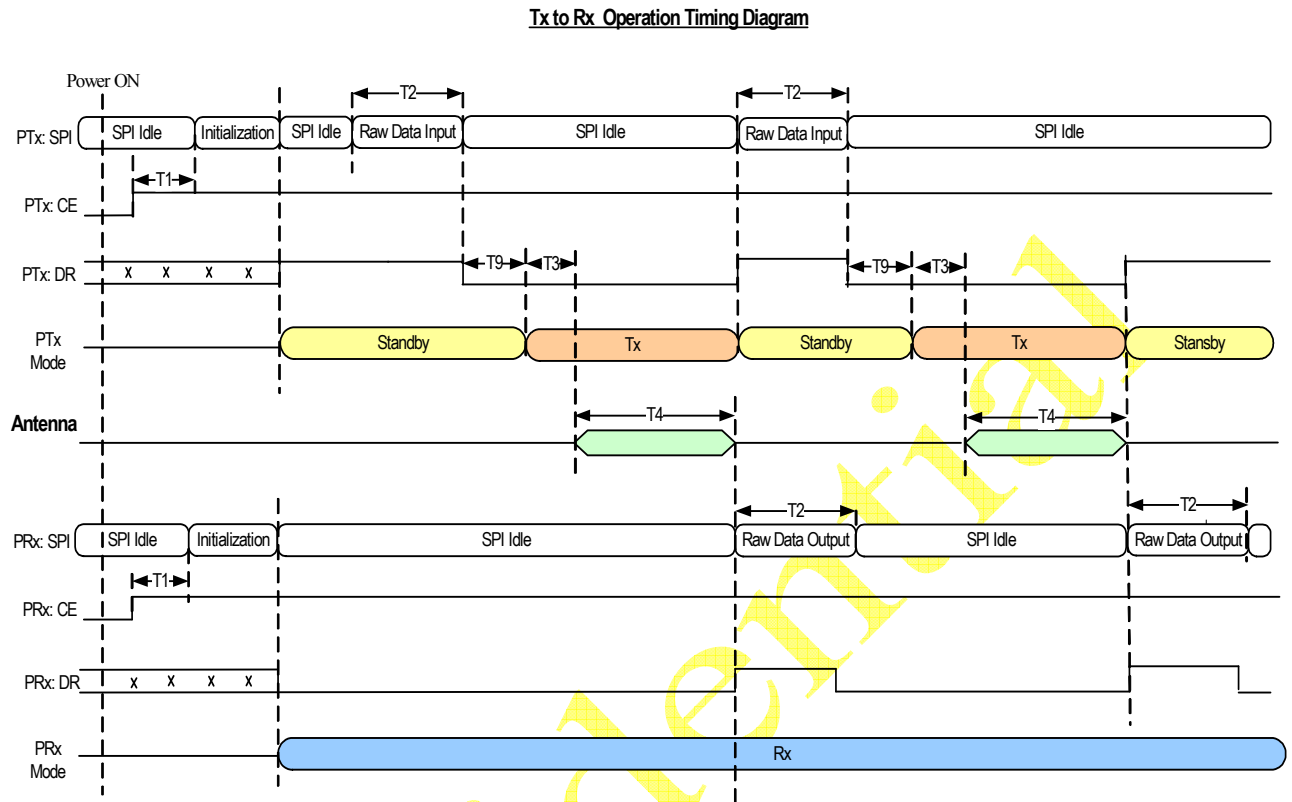 Tx to Rx Operation Timing Diagram
Power ON
T2 T2
PTx: SPI SPI Idle Initialization SPI Idle Raw Data Input SPI Idle Raw Data Input SPI Idle
T1
PTx: CE
PTx: DR x x x x T9 T3 T9 T3
PTx Mode Standby Tx Standby Tx Stansby
Antenna T4 T4
T2 T2
PRx: SPI SPI Idle Initialization SPI Idle Raw Data Output SPI Idle Raw Data Output
T1
PRx: CE
PRx: DR x x x x
PRx Mode Rx
dential